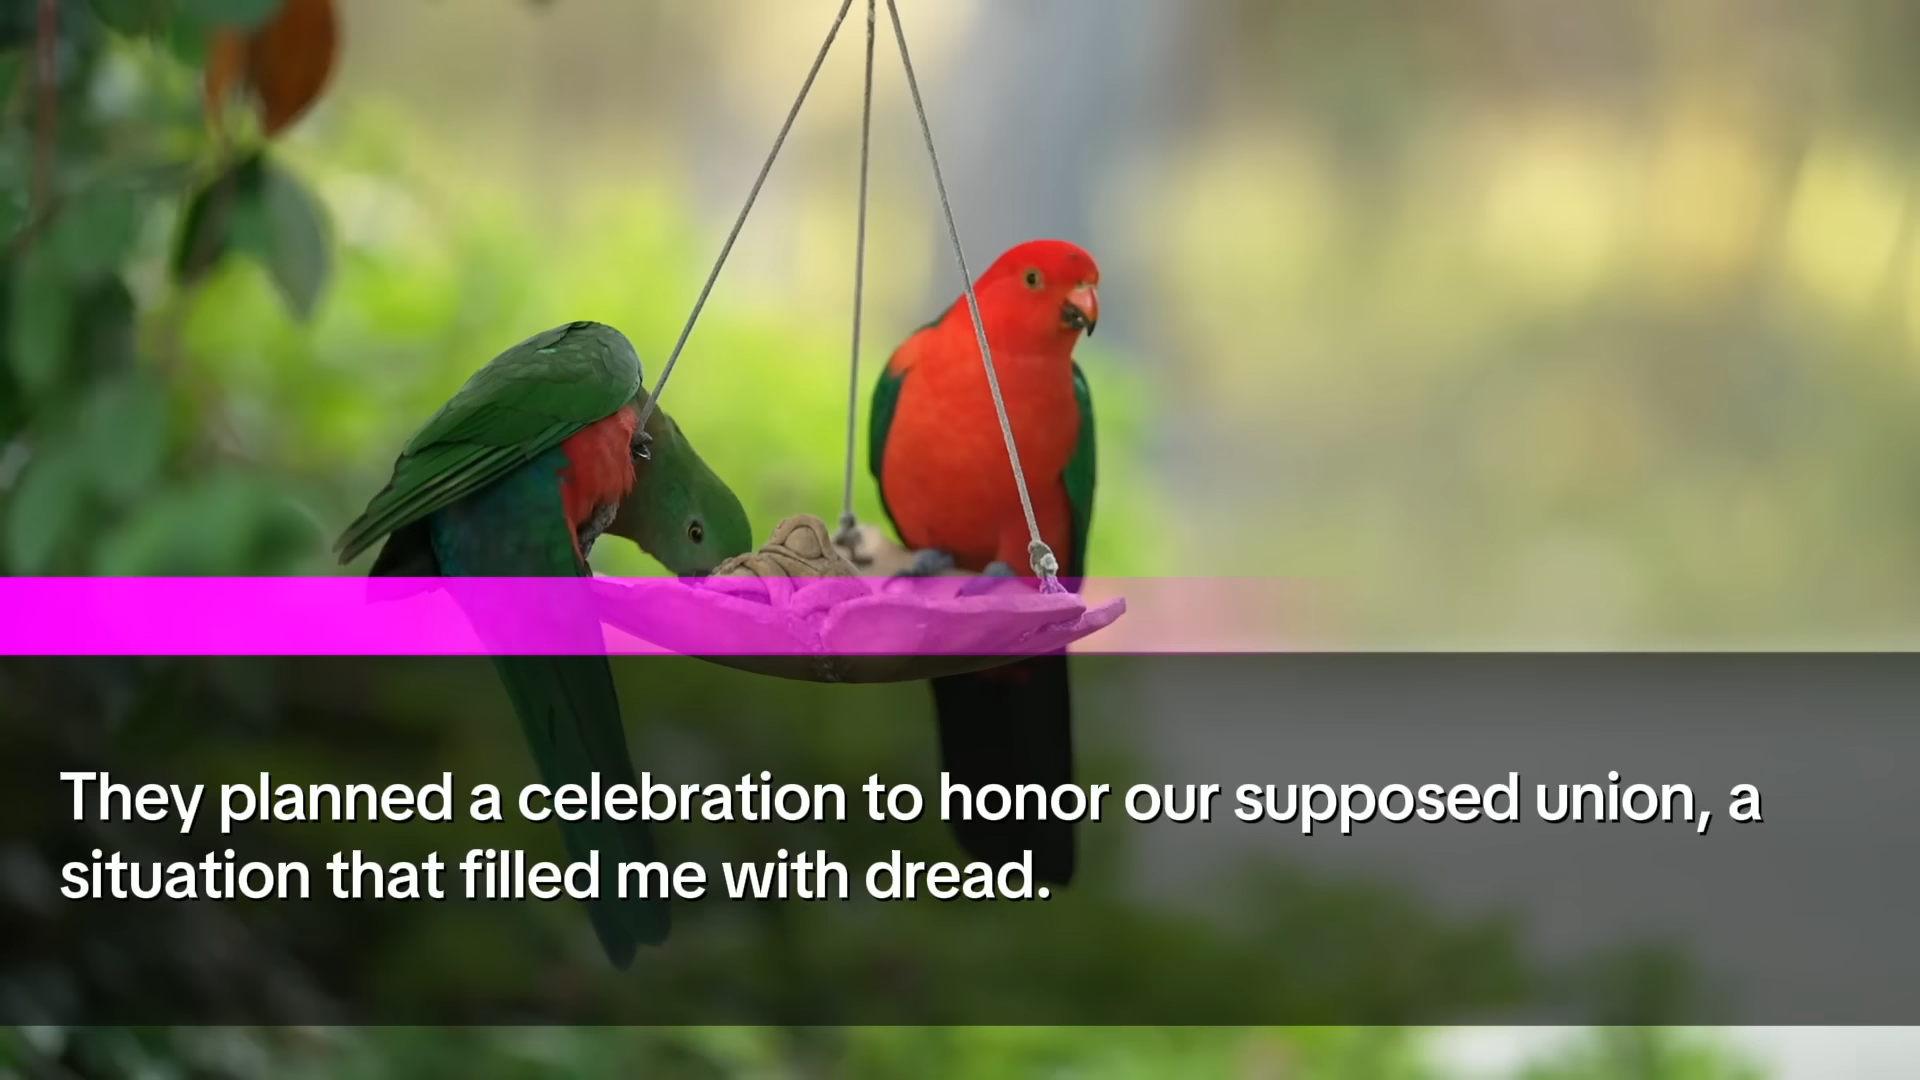 They planned a celebration to honor our supposed union, a
situation that filled me with dread.